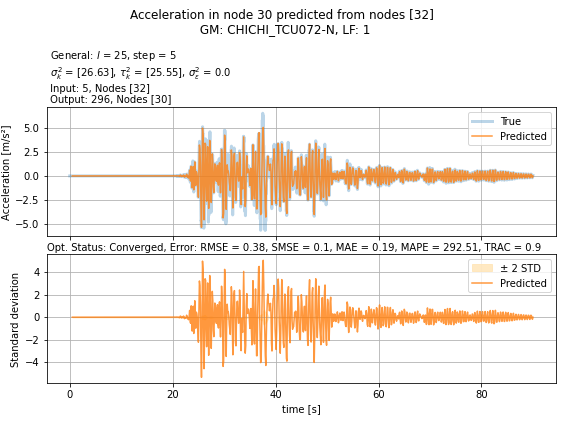 Acceleration in node 30 predicted from nodes [32]
GM: CHICHI_TCU072-N, LF: 1
General: l = 25, step = 5
σ²ₖ = [26.63], τ²ₖ = [25.55], σ²ε = 0.0
Input: 5, Nodes [32]
Output: 296, Nodes [30]
Acceleration [m/s²]
5.0
2.5
0.0
−2.5
−5.0
True
Predicted
Opt. Status: Converged, Error: RMSE = 0.38, SMSE = 0.1, MAE = 0.19, MAPE = 292.51, TRAC = 0.9
Standard deviation
4
2
0
−2
−4
± 2 STD
Predicted
0 20 40 60 80
time [s]